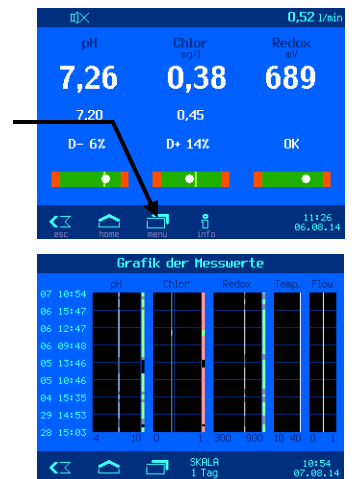 0,52 l/min
pH Chlor Redox
mg/l mV
7,26 0,38 689
7,20 0,45
D- 6% D+ 14% OK
esc home menu info
11:26
06.08.14
Grafik der Messwerte
pH Chlor Redox Temp. Flow
07 10:54
06 15:47
06 12:47
06 09:48
05 13:46
05 10:46
04 15:35
29 14:53
28 15:03
4 10 0 1 300 900 10 40 0 1
SKALA
1 Tag
10:54
07.08.14